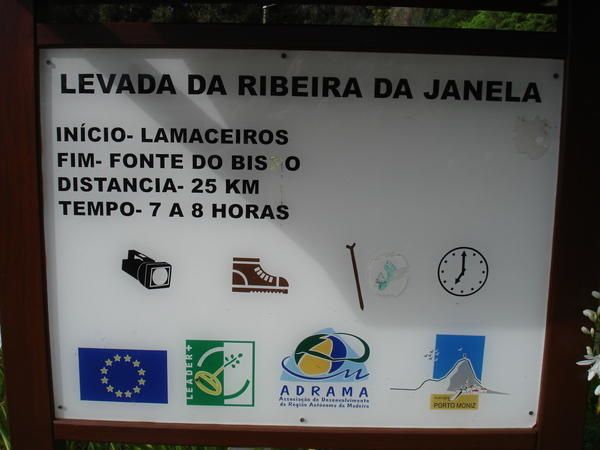 LEVADA DA RIBEIRA DA JANELA
INÍCIO- LAMACEIROS
FIM- FONTE DO BISPO
DISTANCIA- 25 KM
TEMPO- 7 A 8 HORAS
LEADER+
ADRAMA
Associação de Desenvolvimento
da Região Autónoma da Madeira
PORTO MONIZ